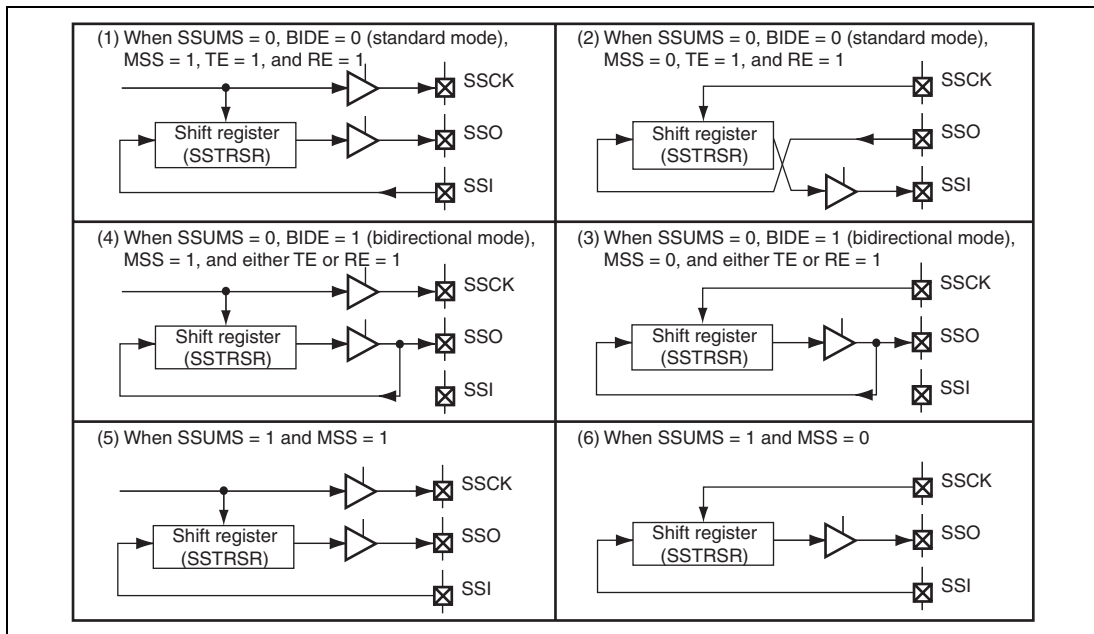 (1) When SSUMS = 0, BIDE = 0 (standard mode),
MSS = 1, TE = 1, and RE = 1
SSCK
Shift register
(SSTRSR)
SSO
SSI
(2) When SSUMS = 0, BIDE = 0 (standard mode),
MSS = 0, TE = 1, and RE = 1
SSCK
Shift register
(SSTRSR)
SSO
SSI
(4) When SSUMS = 0, BIDE = 1 (bidirectional mode),
MSS = 1, and either TE or RE = 1
SSCK
Shift register
(SSTRSR)
SSO
SSI
(3) When SSUMS = 0, BIDE = 1 (bidirectional mode),
MSS = 0, and either TE or RE = 1
SSCK
Shift register
(SSTRSR)
SSO
SSI
(5) When SSUMS = 1 and MSS = 1
SSCK
Shift register
(SSTRSR)
SSO
SSI
(6) When SSUMS = 1 and MSS = 0
SSCK
Shift register
(SSTRSR)
SSO
SSI